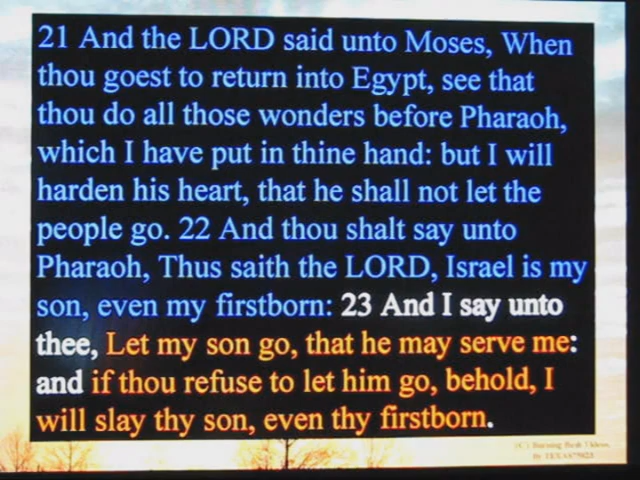 21 And the LORD said unto Moses, When
thou goest to return into Egypt, see that
thou do all those wonders before Pharaoh,
which I have put in thine hand: but I will
harden his heart, that he shall not let the
people go. 22 And thou shalt say unto
Pharaoh, Thus saith the LORD, Israel is my
son, even my firstborn: 23 And I say unto
thee, Let my son go, that he may serve me:
and if thou refuse to let him go, behold, I
will slay thy son, even thy firstborn.
(C) Burning Bush
By